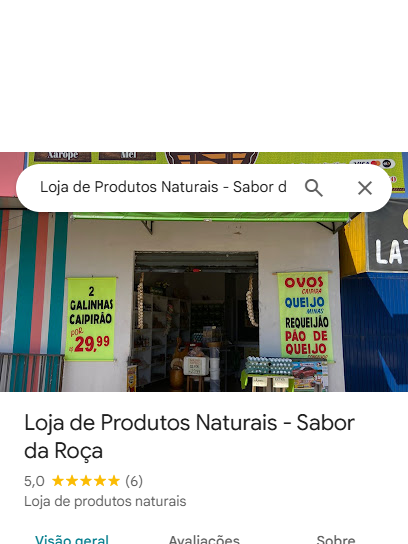 Xarope
Mel
VISA
Loja de Produtos Naturais - Sabor d
LA
2
GALINHAS
CAIPIRÃO
POR
R$ 29,99
OVOS
CAIPIRA
QUEIJO
MINAS
REQUEIJÃO
PÃO DE
QUEIJO
Loja de Produtos Naturais - Sabor
da Roça
5,0 (6)
Loja de produtos naturais
Visão geral
Avaliações
Sobre